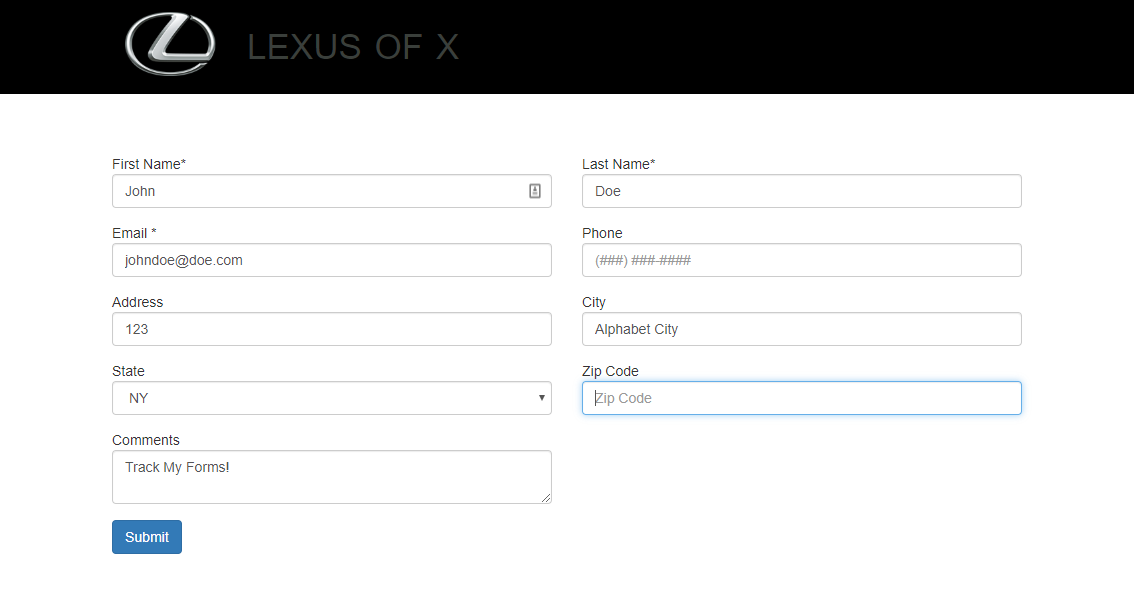 LEXUS OF X
First Name*
Last Name*
John
Doe
Email *
Phone
johndoe@doe.com
(###) ###-####
Address
City
123
Alphabet City
State
Zip Code
NY
Zip Code
Comments
Track My Forms!
Submit